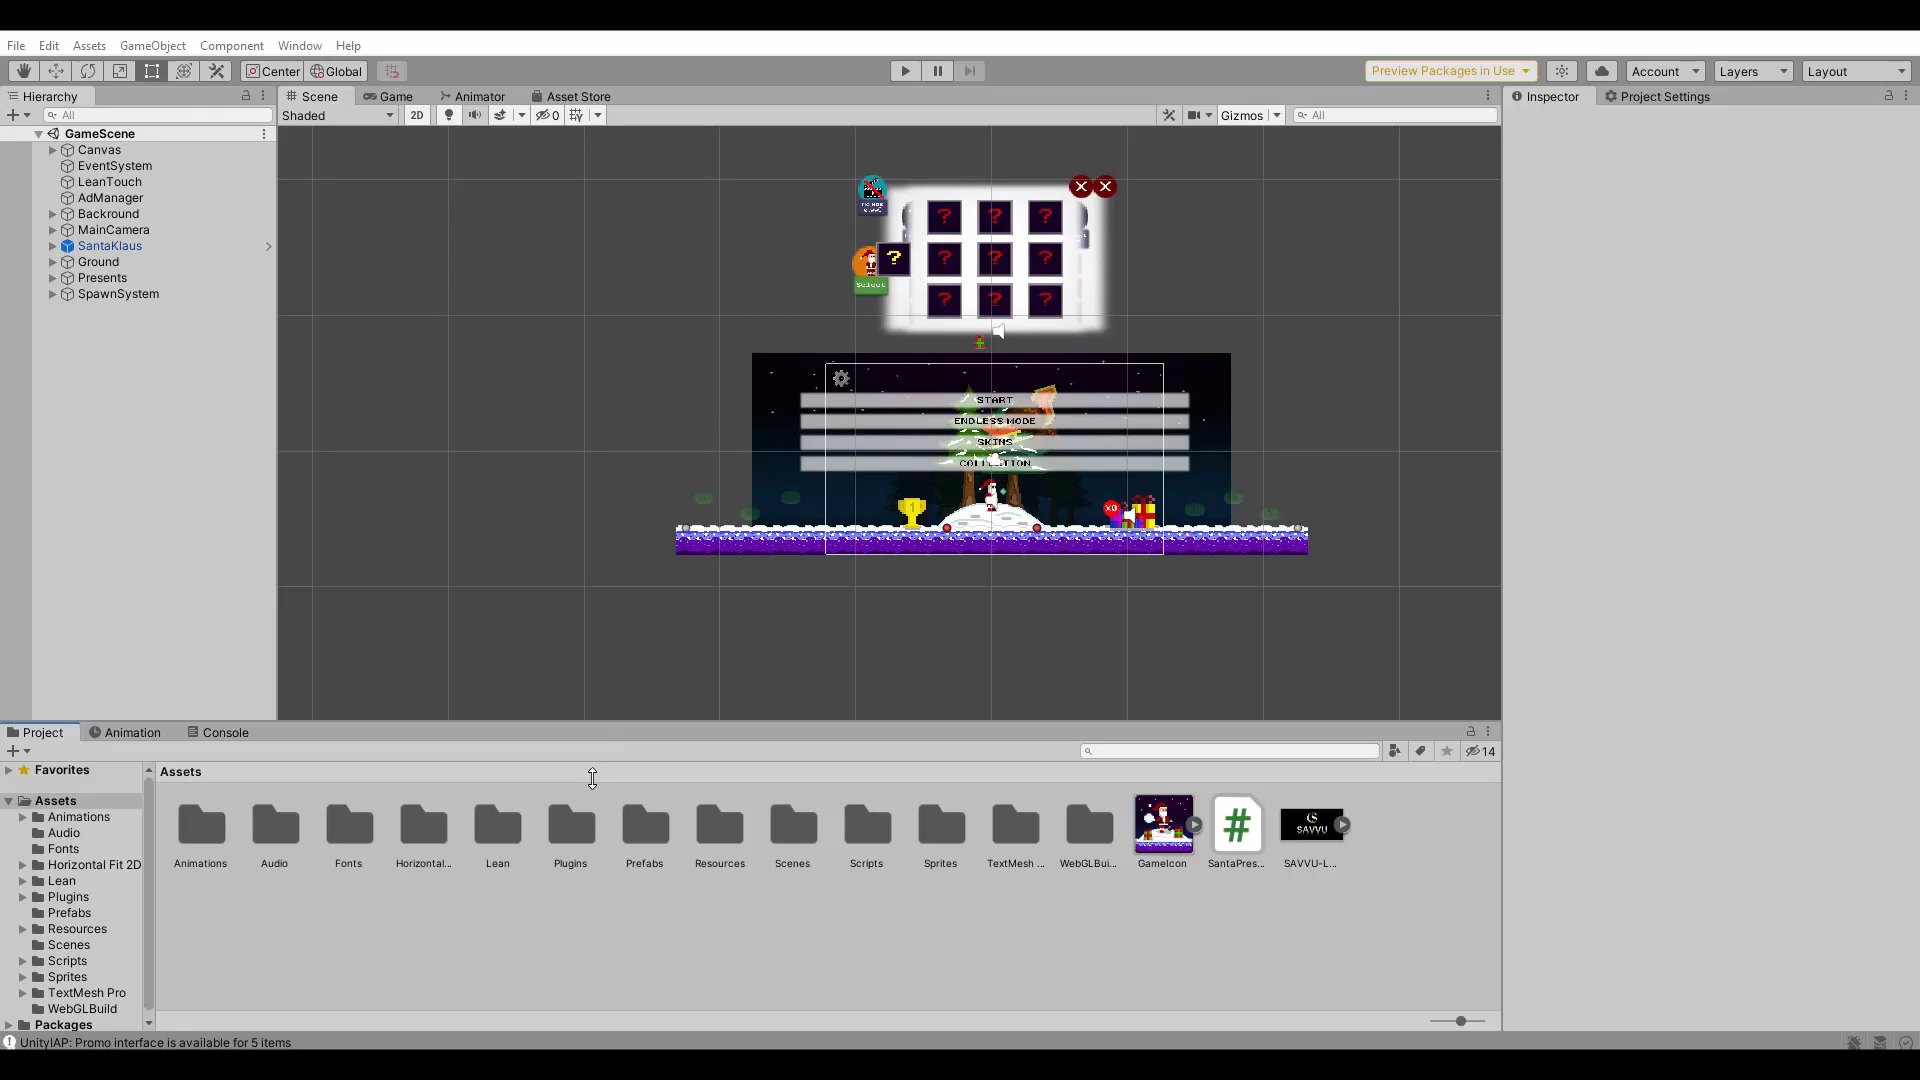 File Edit Assets GameObject Component Window Help
Center Global Preview Packages in Use Account Layers Layout
Hierarchy Scene Game Animator Asset Store Inspector Project Settings
All Shaded 2D 0 Gizmos All
GameScene
Canvas
EventSystem
LeanTouch
AdManager
Backround
MainCamera
SantaKlaus
Ground
Presents
SpawnSystem
? ? ?
? ? ? ?
Select
? ? ?
START
ENDLESS MODE
SKINS
1
X0
Project Animation Console
14
Favorites
Assets
Animations
Audio
Fonts
Horizontal Fit 2D
Lean
Plugins
Prefabs
Resources
Scenes
Scripts
Sprites
TextMesh Pro
WebGLBuild
Packages
Assets
#
S
SAVVU
Animations Audio Fonts Horizontal... Lean Plugins Prefabs Resources Scenes Scripts Sprites TextMesh ... WebGLBui... GameIcon SantaPres... SAVVU-L...
UnityIAP: Promo interface is available for 5 items